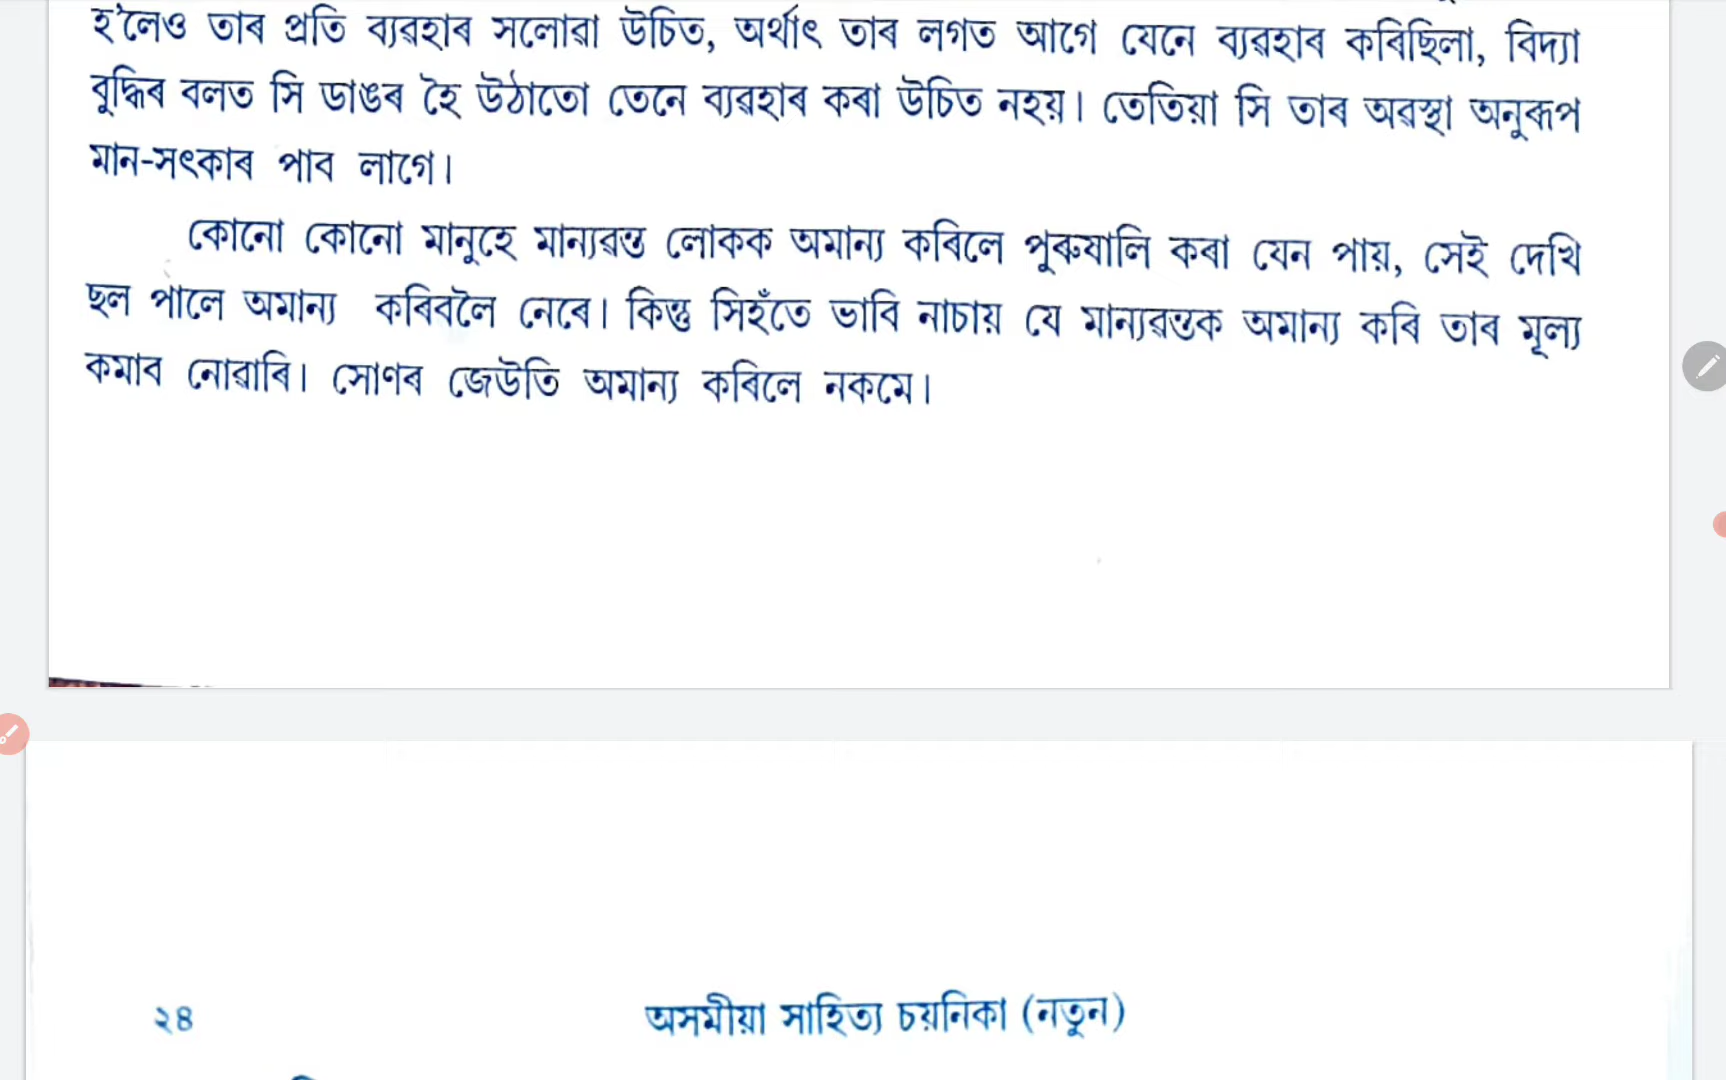 হ'লৈও তাৰ প্ৰতি ব্যৱহাৰ সলোৱা উচিত, অৰ্থাৎ তাৰ লগত আগে যেনে ব্যৱহাৰ কৰিছিলা, বিদ্যা
বুদ্ধিৰ বলত সি ডাঙৰ হৈ উঠাতো তেনে ব্যৱহাৰ কৰা উচিত নহয়। তেতিয়া সি তাৰ অৱস্থা অনুৰূপ
মান-সৎকাৰ পাব লাগে।
কোনো কোনো মানুহে মান্যৱন্ত লোকক অমান্য কৰিলে পুৰুষালি কৰা যেন পায়, সেই দেখি
ছল পালে অমান্য কৰিবলৈ নেৰে। কিন্তু সিহঁতে ভাবি নাচায় যে মান্যৱন্তক অমান্য কৰি তাৰ মূল্য
কমাব নোৱাৰি। সোণৰ জেউতি অমান্য কৰিলে নকমে।
২৪
অসমীয়া সাহিত্য চয়নিকা (নতুন)